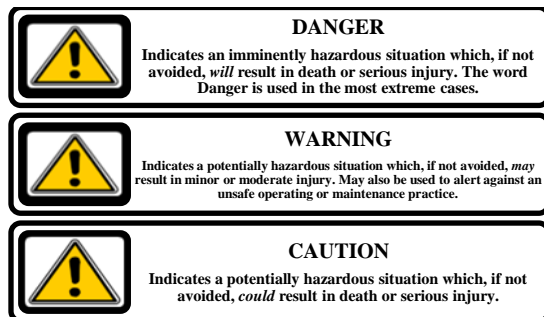 DANGER
Indicates an imminently hazardous situation which, if not
avoided, will result in death or serious injury. The word
Danger is used in the most extreme cases.
WARNING
Indicates a potentially hazardous situation which, if not avoided, may
result in minor or moderate injury. May also be used to alert against an
unsafe operating or maintenance practice.
CAUTION
Indicates a potentially hazardous situation which, if not
avoided, could result in death or serious injury.